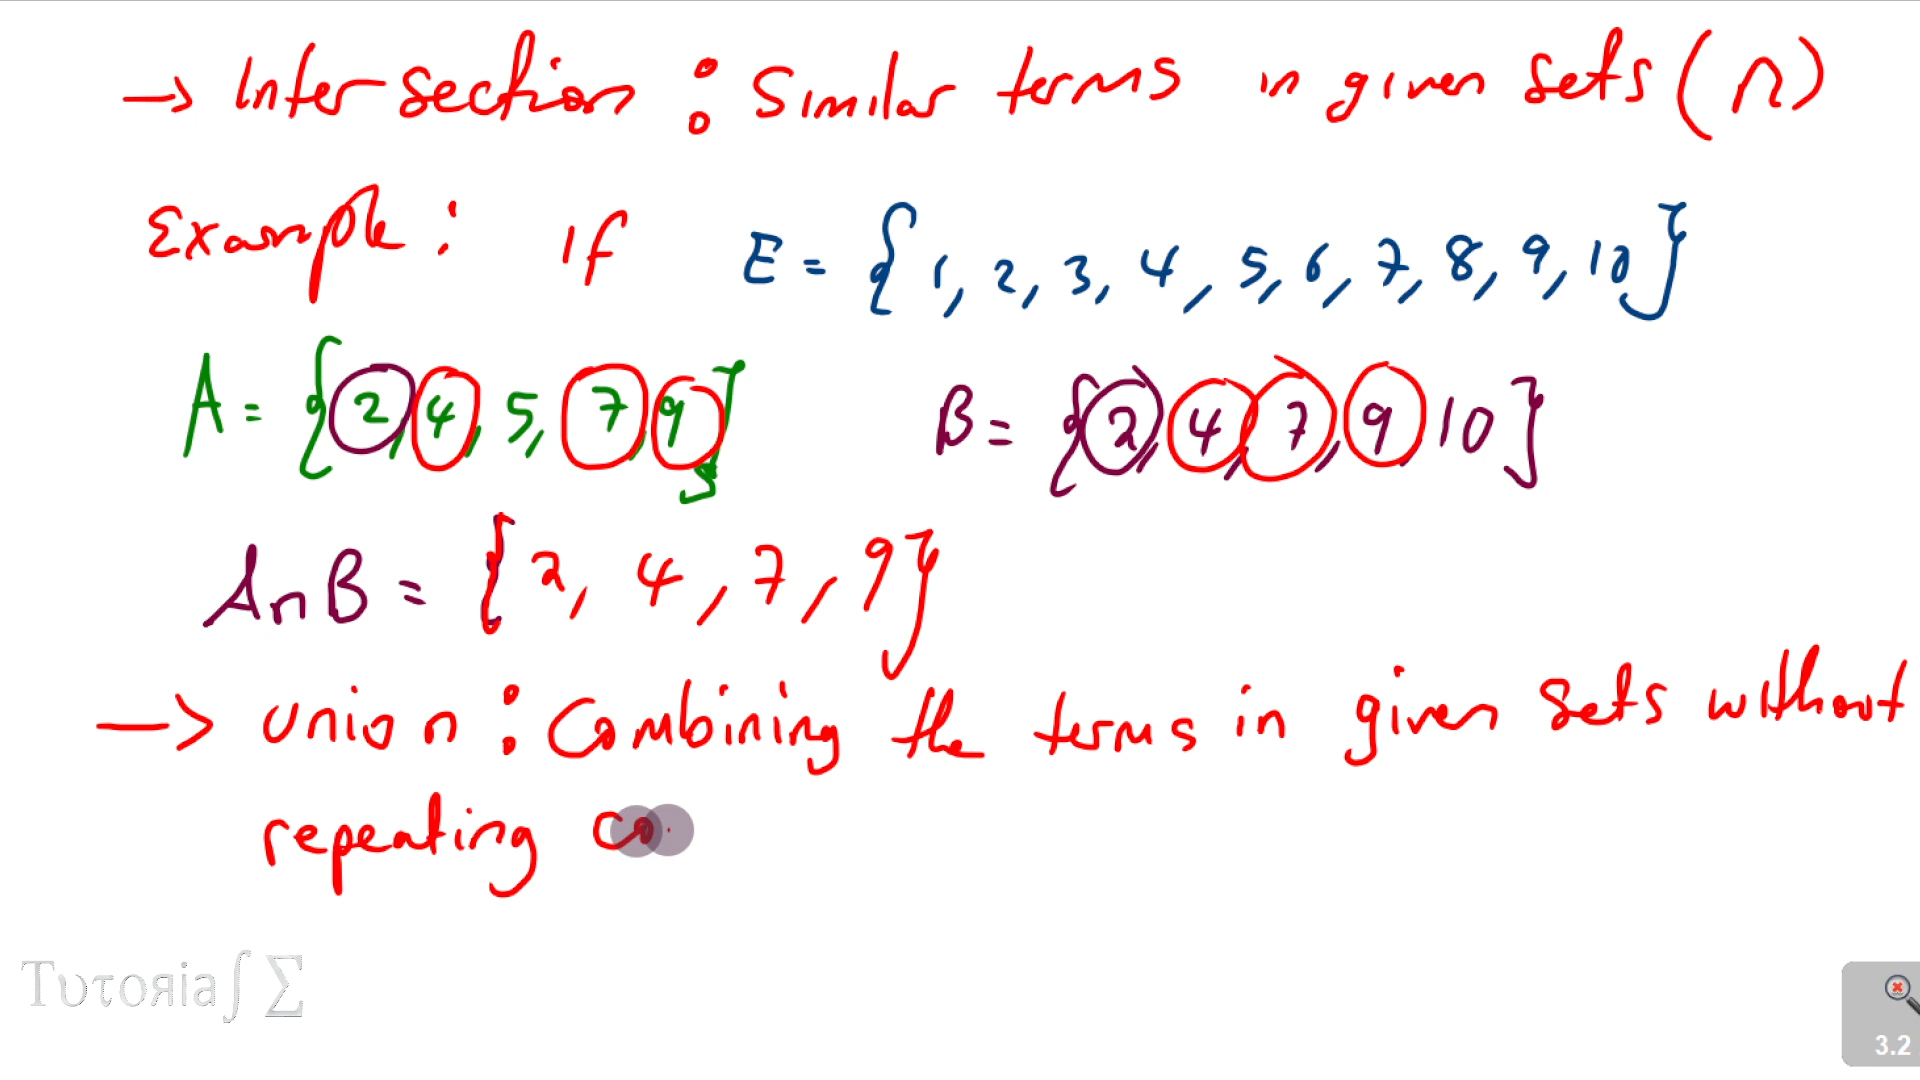 → Intersection : Similar terms in given sets (∩)
Example : If E = {1, 2, 3, 4, 5, 6, 7, 8, 9, 10}
A = {2, 4, 5, 7, 9} B = {2, 4, 7, 9, 10}
A∩B = {2, 4, 7, 9}
→ union : Combining the terms in given sets without
repeating co
Tυτoяia∫ ∑
3.2